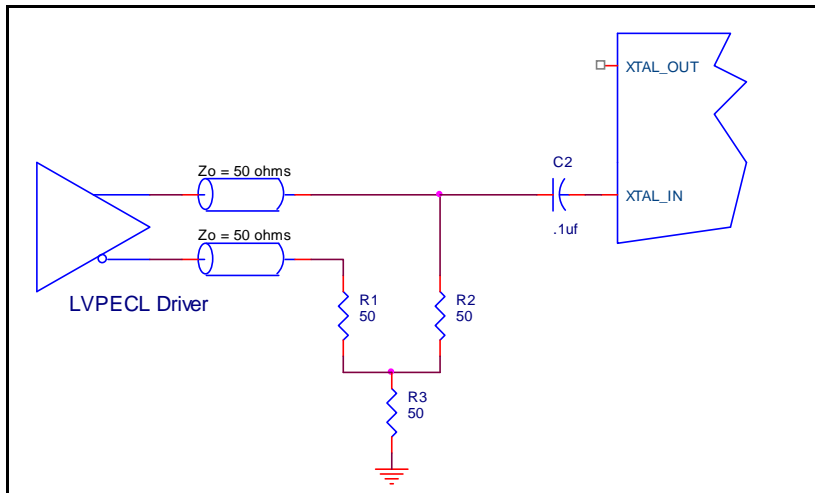 XTAL_OUT
Zo = 50 ohms
C2
XTAL_IN
.1uf
Zo = 50 ohms
LVPECL Driver
R1
50
R2
50
R3
50